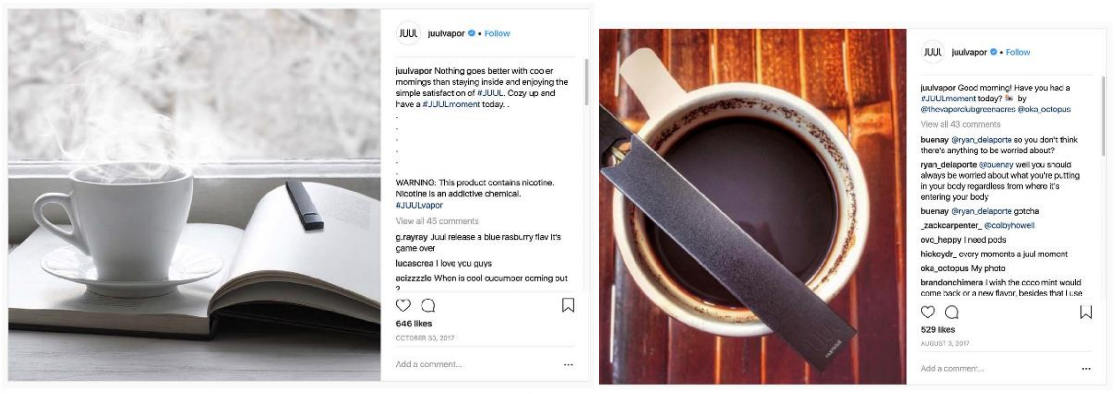 JUUL
juulvapor • Follow
juulvapor Nothing goes better with cooler
mornings than staying inside and enjoying the
simple satisfaction of #JUUL. Cozy up and
have a #JUULmoment today. .
.
.
.
.
.
WARNING: This product contains nicotine.
Nicotine is an addictive chemical.
#JUULvapor
View all 45 comments
g.rayray Juul release a blue rasburry flav it's
game over
lucascrea I love you guys
acizzzzle When is cool cucumber coming out
?
646 likes
OCTOBER 30, 2017
Add a comment...
JUUL
juulvapor • Follow
juulvapor Good morning! Have you had a
#JUULmoment today? by
@thevaporclubgreenacres @oka_octopus
View all 43 comments
buenay @ryan_delaporte so you don't think
there's anything to be worried about?
ryan_delaporte @buenay well you should
always be worried about what you're putting
in your body regardless from where it's
entering your body
buenay @ryan_delaporte gotcha
_zackcarpenter_ @colbyhowell
ovo_heppy I need pods
hickeydr_ every moments a juul moment
oka_octopus My photo
brandonchimera I wish the coco mint would
come back or a new flavor, besides that I use
529 likes
AUGUST 3, 2017
Add a comment...